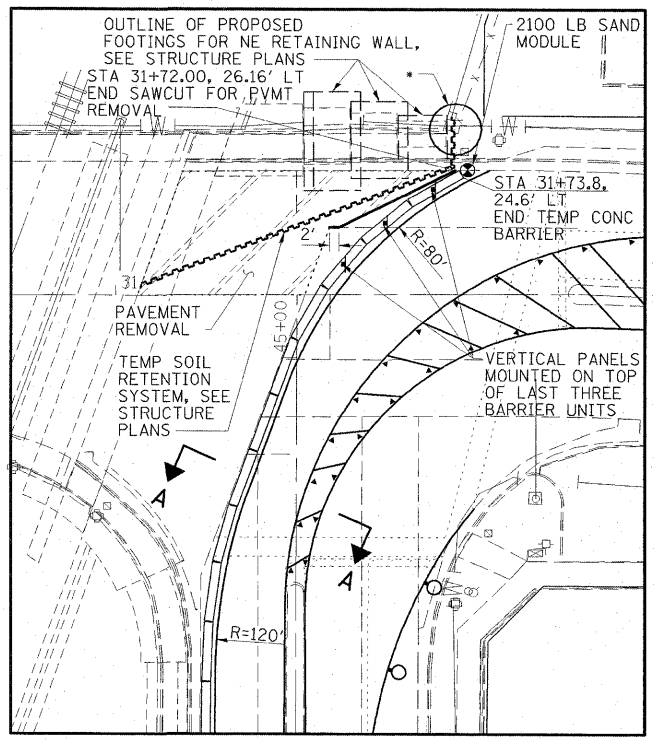 OUTLINE OF PROPOSED
FOOTINGS FOR NE RETAINING WALL,
SEE STRUCTURE PLANS
STA 31+72.00, 26.16' LT
END SAWCUT FOR PVMT
REMOVAL
*
2100 LB SAND
MODULE
STA 31+73.8,
24.6' LT
END TEMP CONC
BARRIER
2'
R=80'
31
PAVEMENT
REMOVAL
45+00
TEMP SOIL
RETENTION
SYSTEM, SEE
STRUCTURE
PLANS
VERTICAL PANELS
MOUNTED ON TOP
OF LAST THREE
BARRIER UNITS
A
A
R=120'